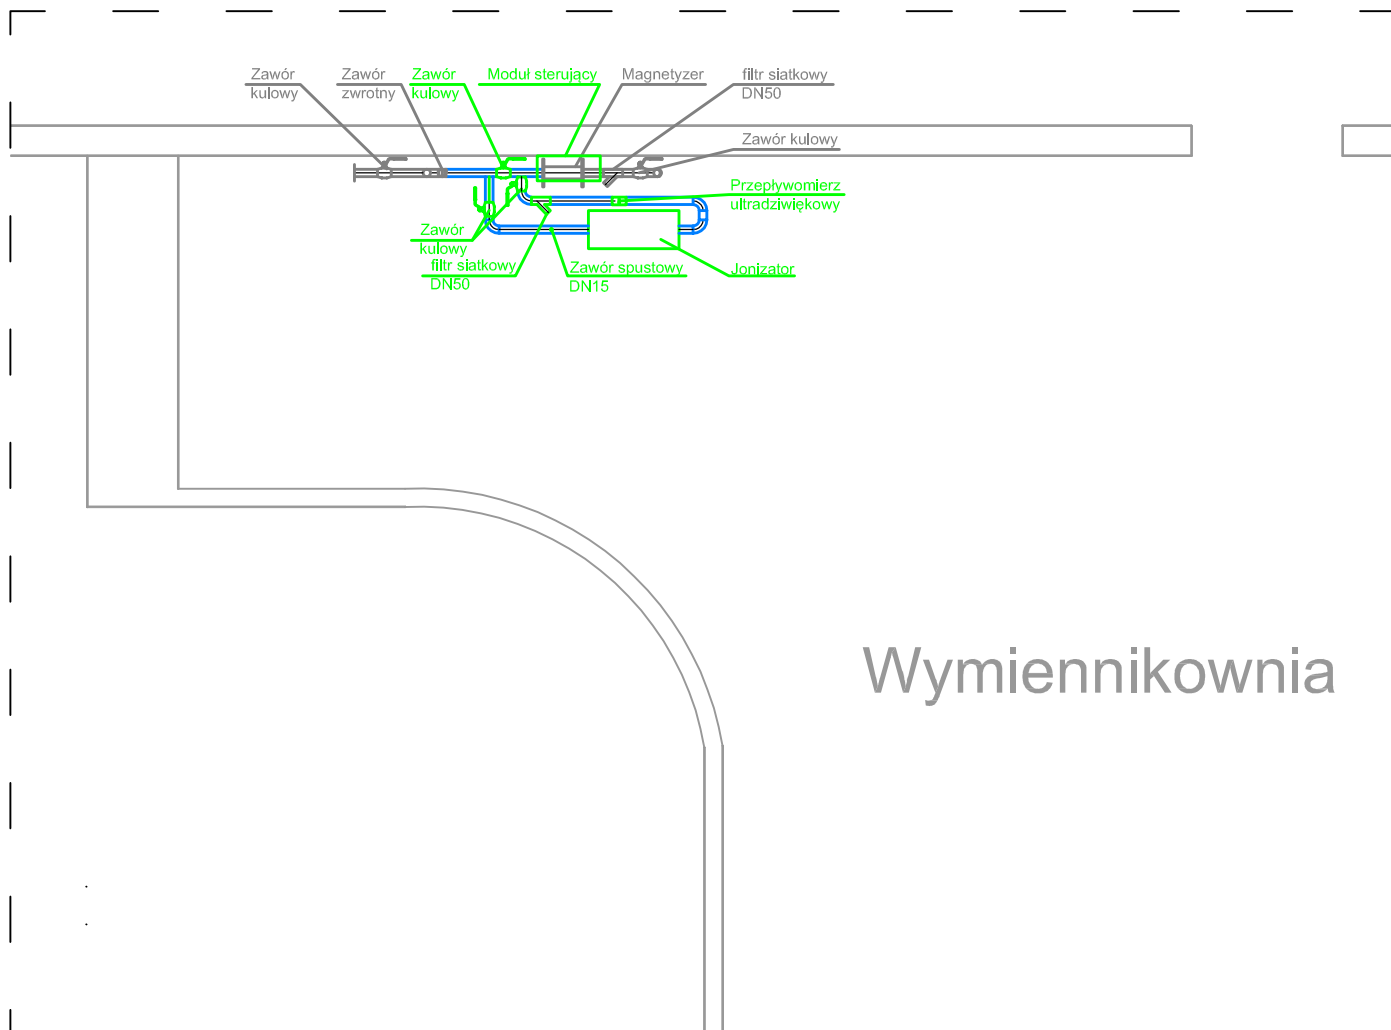 Zawór
kulowy
Zawór
zwrotny
Zawór
kulowy
Moduł sterujący
Magnetyzer
filtr siatkowy
DN50
Zawór kulowy
Przepływomierz
ultradziwiękowy
Zawór
kulowy
filtr siatkowy
DN50
Zawór spustowy
DN15
Jonizator
Wymiennikownia